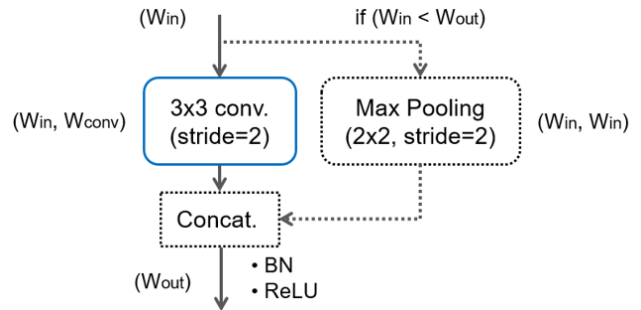 (Win)
if (Win < Wout)
3x3 conv.
(stride=2)
Max Pooling
(2x2, stride=2)
(Win, Wconv)
(Win, Win)
Concat.
(Wout)
• BN
• ReLU